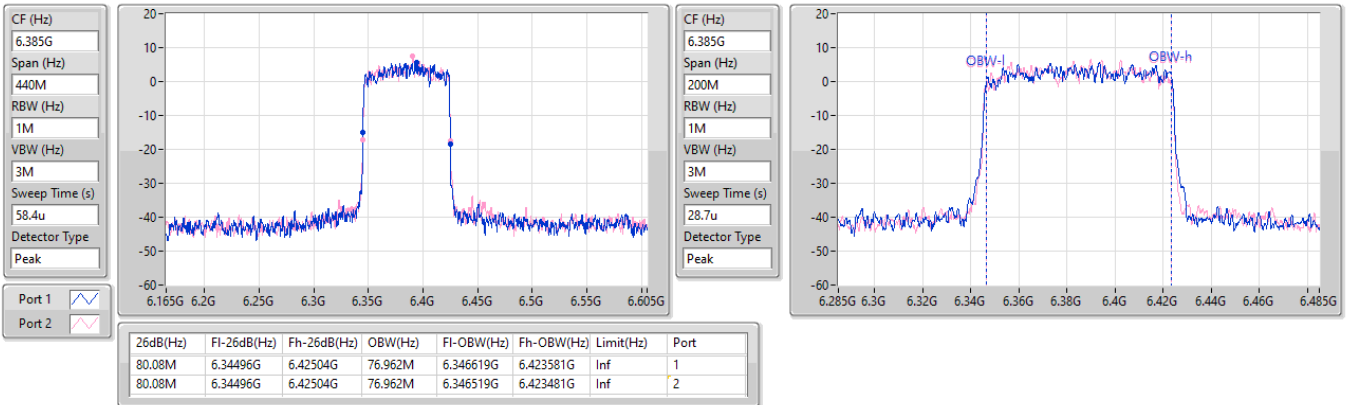 CF (Hz)
6.385G
Span (Hz)
440M
RBW (Hz)
1M
VBW (Hz)
3M
Sweep Time (s)
58.4u
Detector Type
Peak
Port 1
Port 2
20
10
0
-10
-20
-30
-40
-50
-60
6.165G 6.2G 6.25G 6.3G 6.35G 6.4G 6.45G 6.5G 6.55G 6.605G
CF (Hz)
6.385G
Span (Hz)
200M
RBW (Hz)
1M
VBW (Hz)
3M
Sweep Time (s)
28.7u
Detector Type
Peak
20
10
0
-10
-20
-30
-40
-50
-60
OBW-l OBW-h
6.285G 6.3G 6.32G 6.34G 6.36G 6.38G 6.4G 6.42G 6.44G 6.46G 6.485G
26dB(Hz) Fl-26dB(Hz) Fh-26dB(Hz) OBW(Hz) Fl-OBW(Hz) Fh-OBW(Hz) Limit(Hz) Port
80.08M 6.34496G 6.42504G 76.962M 6.346619G 6.423581G Inf 1
80.08M 6.34496G 6.42504G 76.962M 6.346519G 6.423481G Inf 2